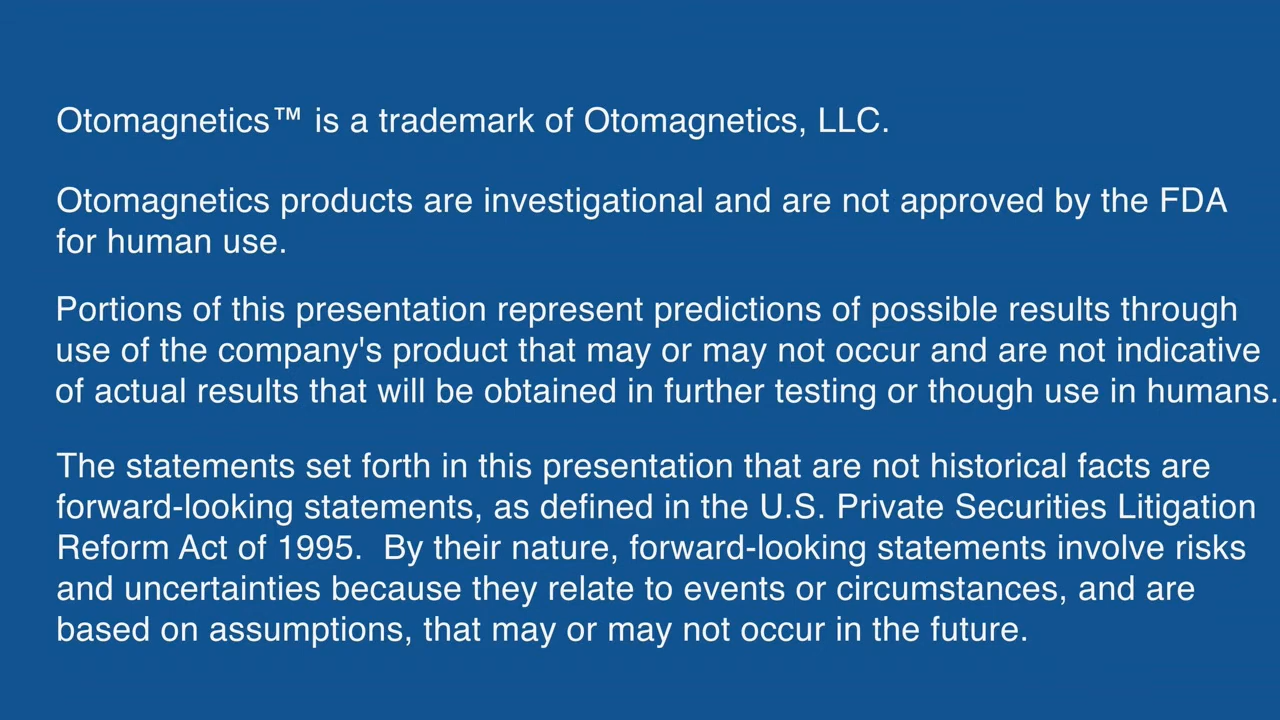 Otomagnetics™ is a trademark of Otomagnetics, LLC.
Otomagnetics products are investigational and are not approved by the FDA
for human use.
Portions of this presentation represent predictions of possible results through
use of the company's product that may or may not occur and are not indicative
of actual results that will be obtained in further testing or though use in humans.
The statements set forth in this presentation that are not historical facts are
forward-looking statements, as defined in the U.S. Private Securities Litigation
Reform Act of 1995.  By their nature, forward-looking statements involve risks
and uncertainties because they relate to events or circumstances, and are
based on assumptions, that may or may not occur in the future.